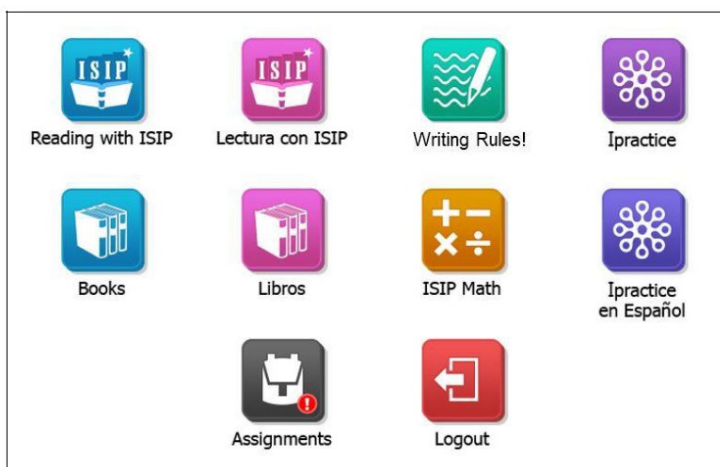 ISIP
ISIP
Reading with ISIP
Lectura con ISIP
Writing Rules!
Ipractice
Books
Libros
ISIP Math
Ipractice
en Español
Assignments
Logout